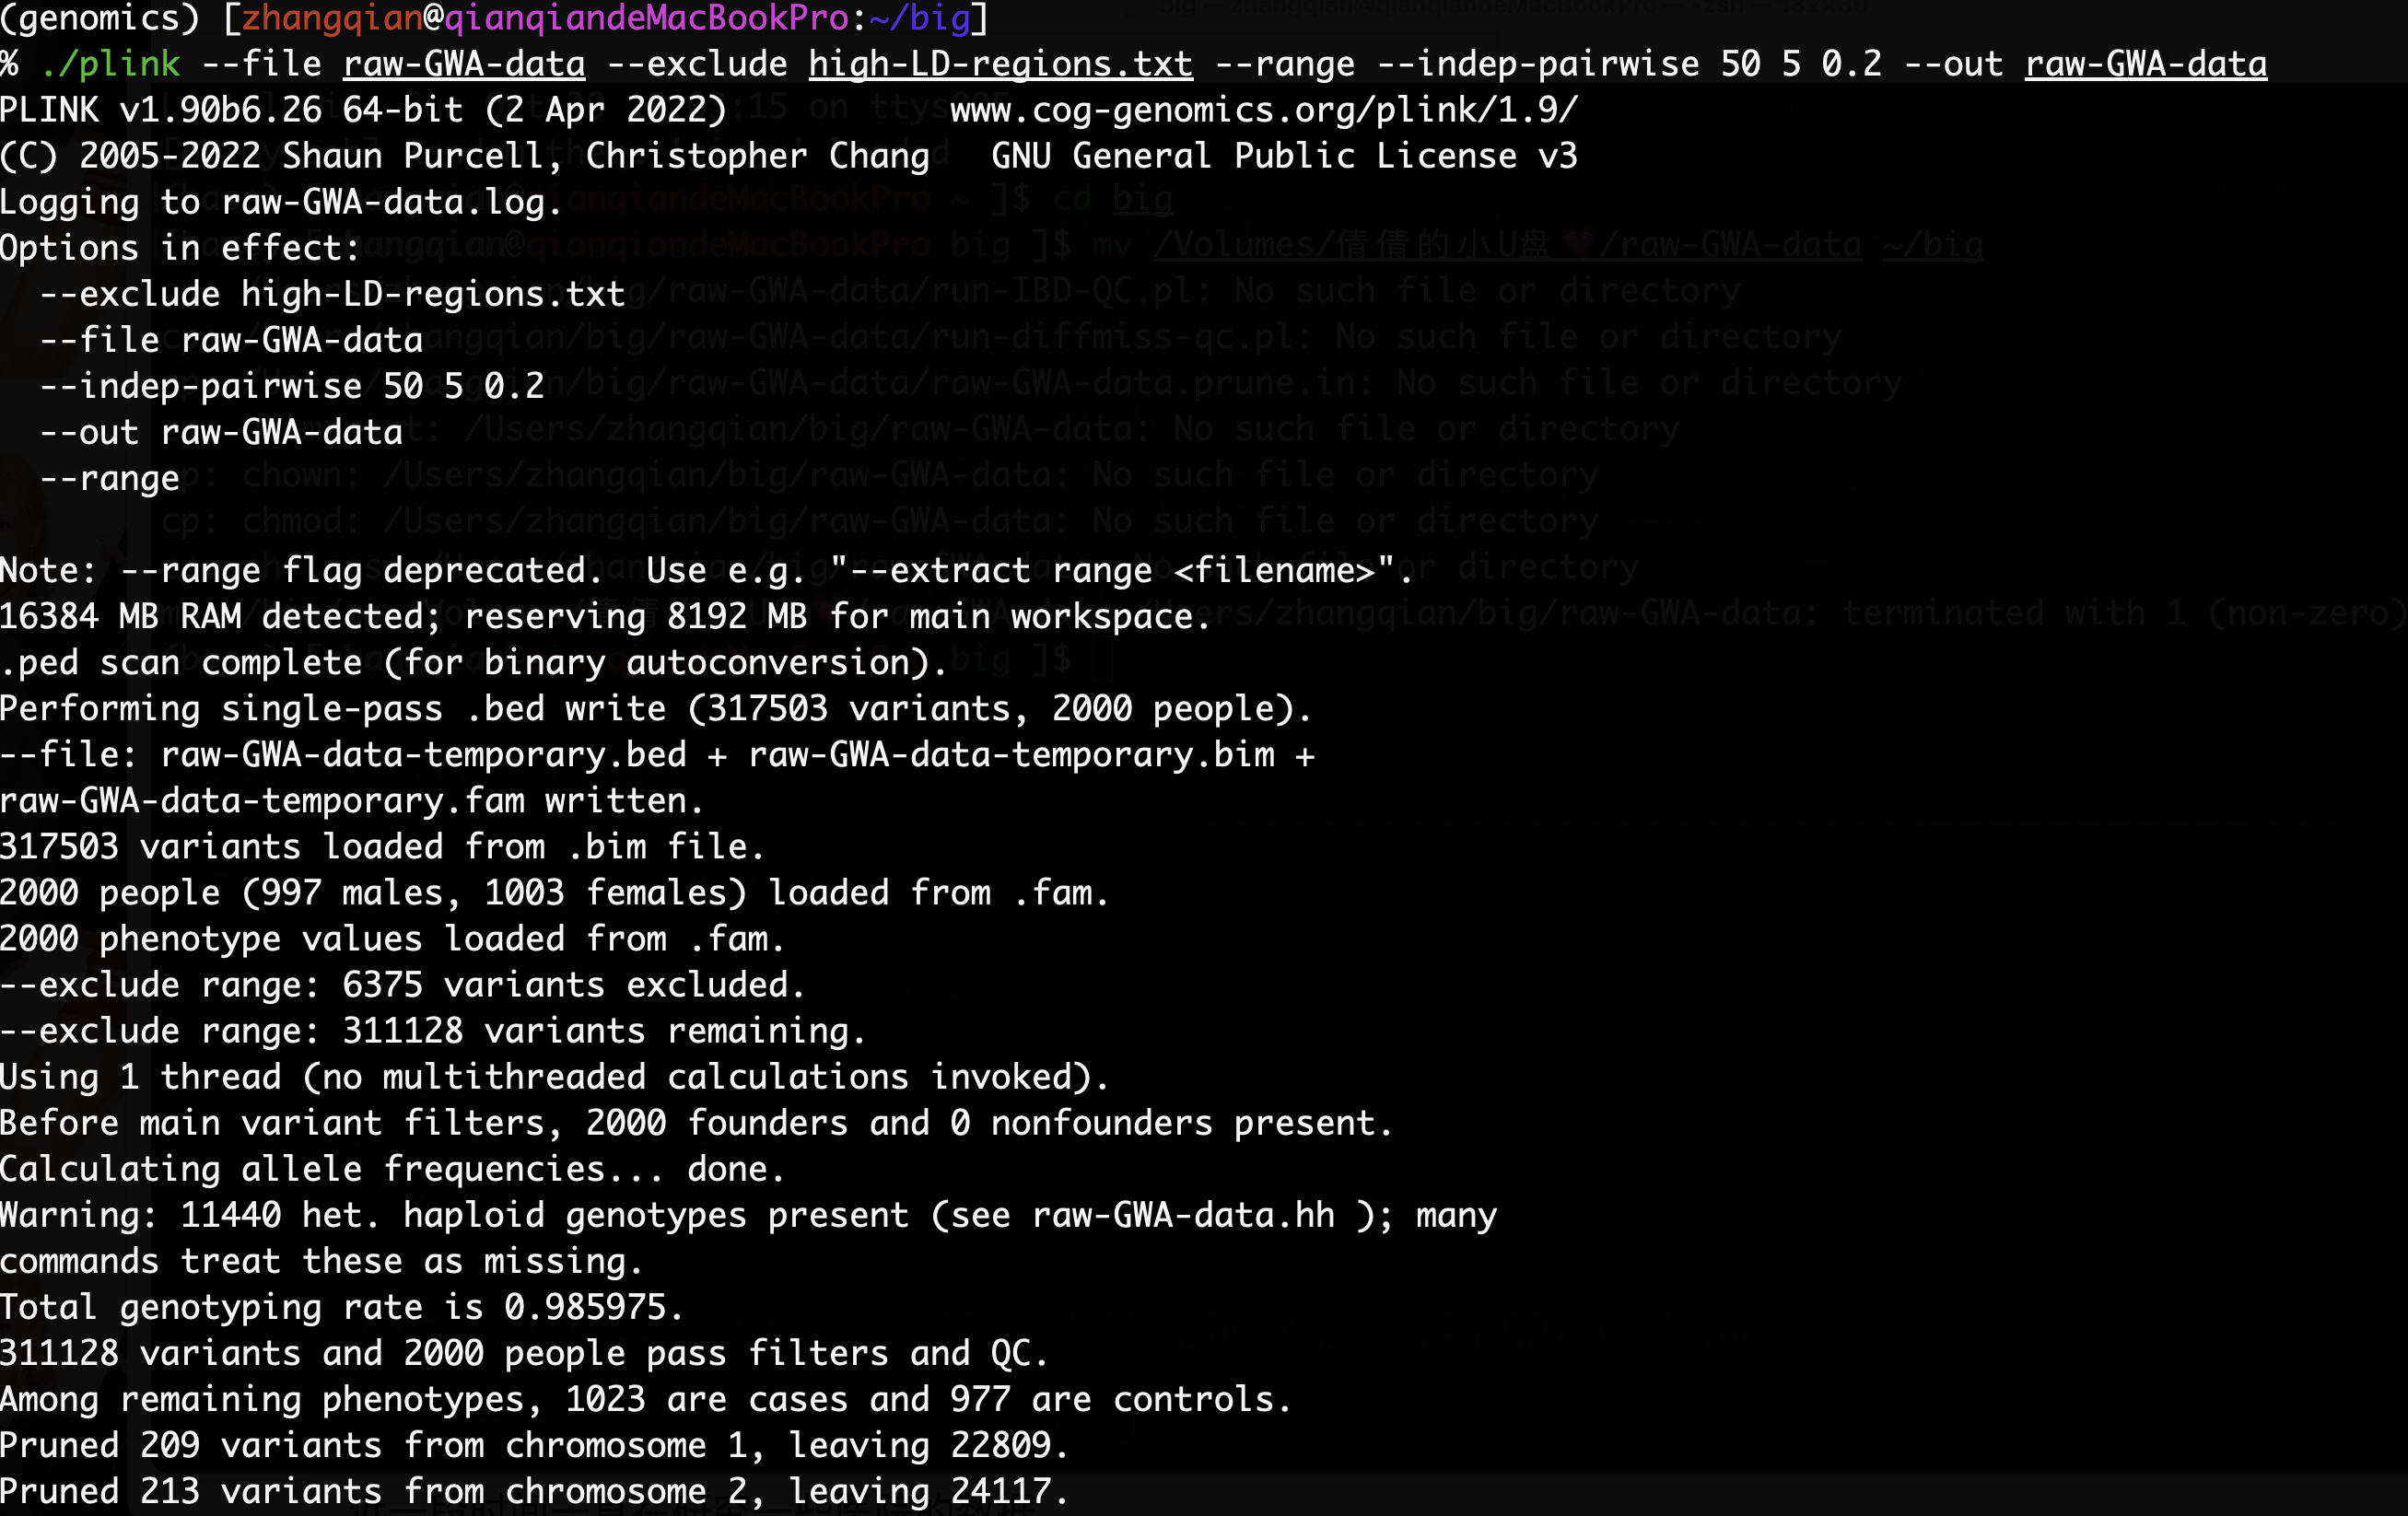 (genomics) [zhangqian@qianqiandeMacBookPro:~/big]
% ./plink --file raw-GWA-data --exclude high-LD-regions.txt --range --indep-pairwise 50 5 0.2 --out raw-GWA-data
PLINK v1.90b6.26 64-bit (2 Apr 2022)           www.cog-genomics.org/plink/1.9/
(C) 2005-2022 Shaun Purcell, Christopher Chang   GNU General Public License v3
Logging to raw-GWA-data.log.
Options in effect:
  --exclude high-LD-regions.txt
  --file raw-GWA-data
  --indep-pairwise 50 5 0.2
  --out raw-GWA-data
  --range

Note: --range flag deprecated.  Use e.g. "--extract range <filename>".
16384 MB RAM detected; reserving 8192 MB for main workspace.
.ped scan complete (for binary autoconversion).
Performing single-pass .bed write (317503 variants, 2000 people).
--file: raw-GWA-data-temporary.bed + raw-GWA-data-temporary.bim +
raw-GWA-data-temporary.fam written.
317503 variants loaded from .bim file.
2000 people (997 males, 1003 females) loaded from .fam.
2000 phenotype values loaded from .fam.
--exclude range: 6375 variants excluded.
--exclude range: 311128 variants remaining.
Using 1 thread (no multithreaded calculations invoked).
Before main variant filters, 2000 founders and 0 nonfounders present.
Calculating allele frequencies... done.
Warning: 11440 het. haploid genotypes present (see raw-GWA-data.hh ); many
commands treat these as missing.
Total genotyping rate is 0.985975.
311128 variants and 2000 people pass filters and QC.
Among remaining phenotypes, 1023 are cases and 977 are controls.
Pruned 209 variants from chromosome 1, leaving 22809.
Pruned 213 variants from chromosome 2, leaving 24117.